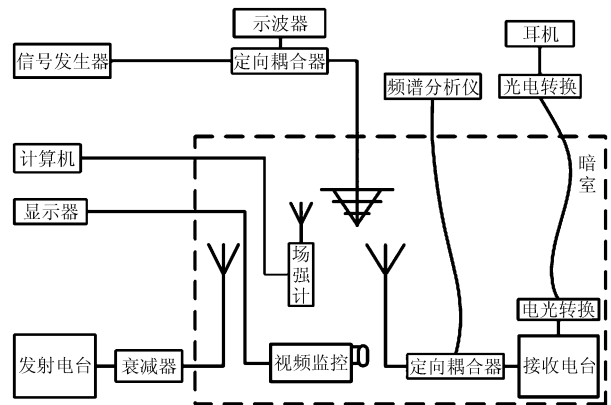 示波器
耳机
信号发生器
定向耦合器
频谱分析仪
光电转换
计算机
暗室
显示器
场强计
电光转换
发射电台
衰减器
视频监控
定向耦合器
接收电台